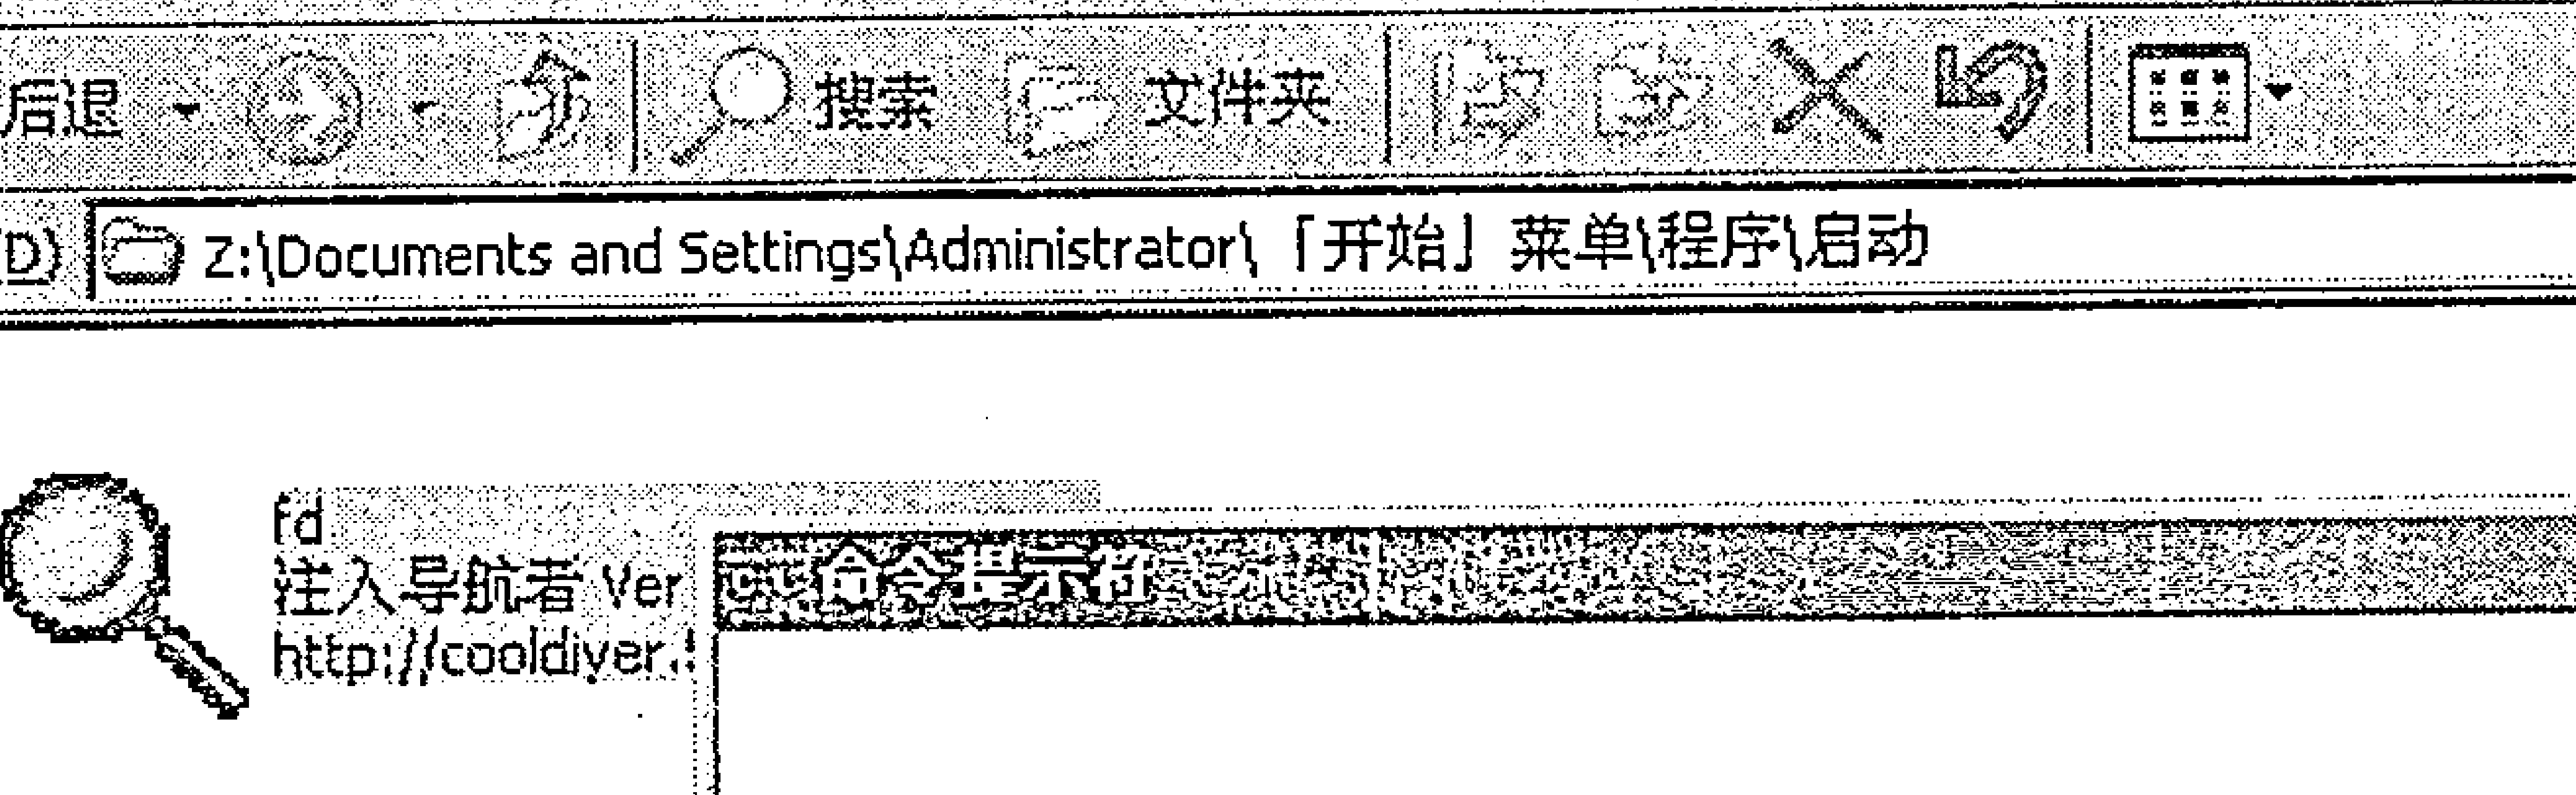 后退 搜索 文件夹
D) Z:\Documents and Settings\Administrator\「开始」菜单\程序\启动
fd
注入导航者 Ver
http://cooldiver.
命令提示符